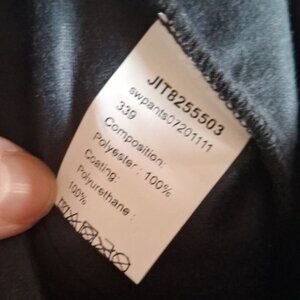 JIT8255503
swpants07201111
339
Composition:
Polyester : 100%
Coating:
Polyurethane :
100%